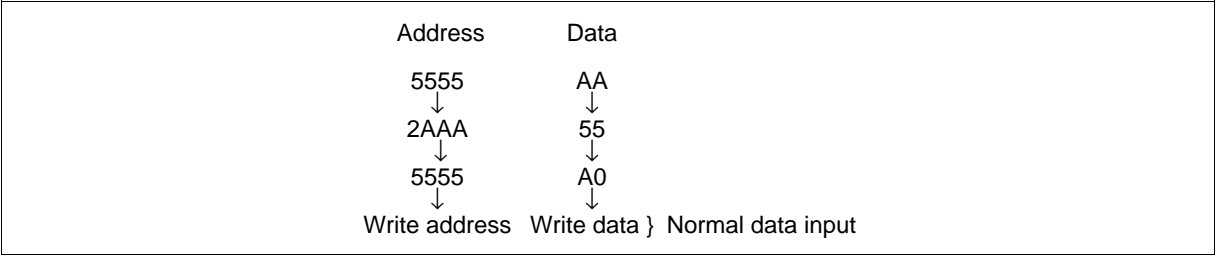 Address Data
5555 AA
↓ ↓
2AAA 55
↓ ↓
5555 A0
↓ ↓
Write address Write data } Normal data input